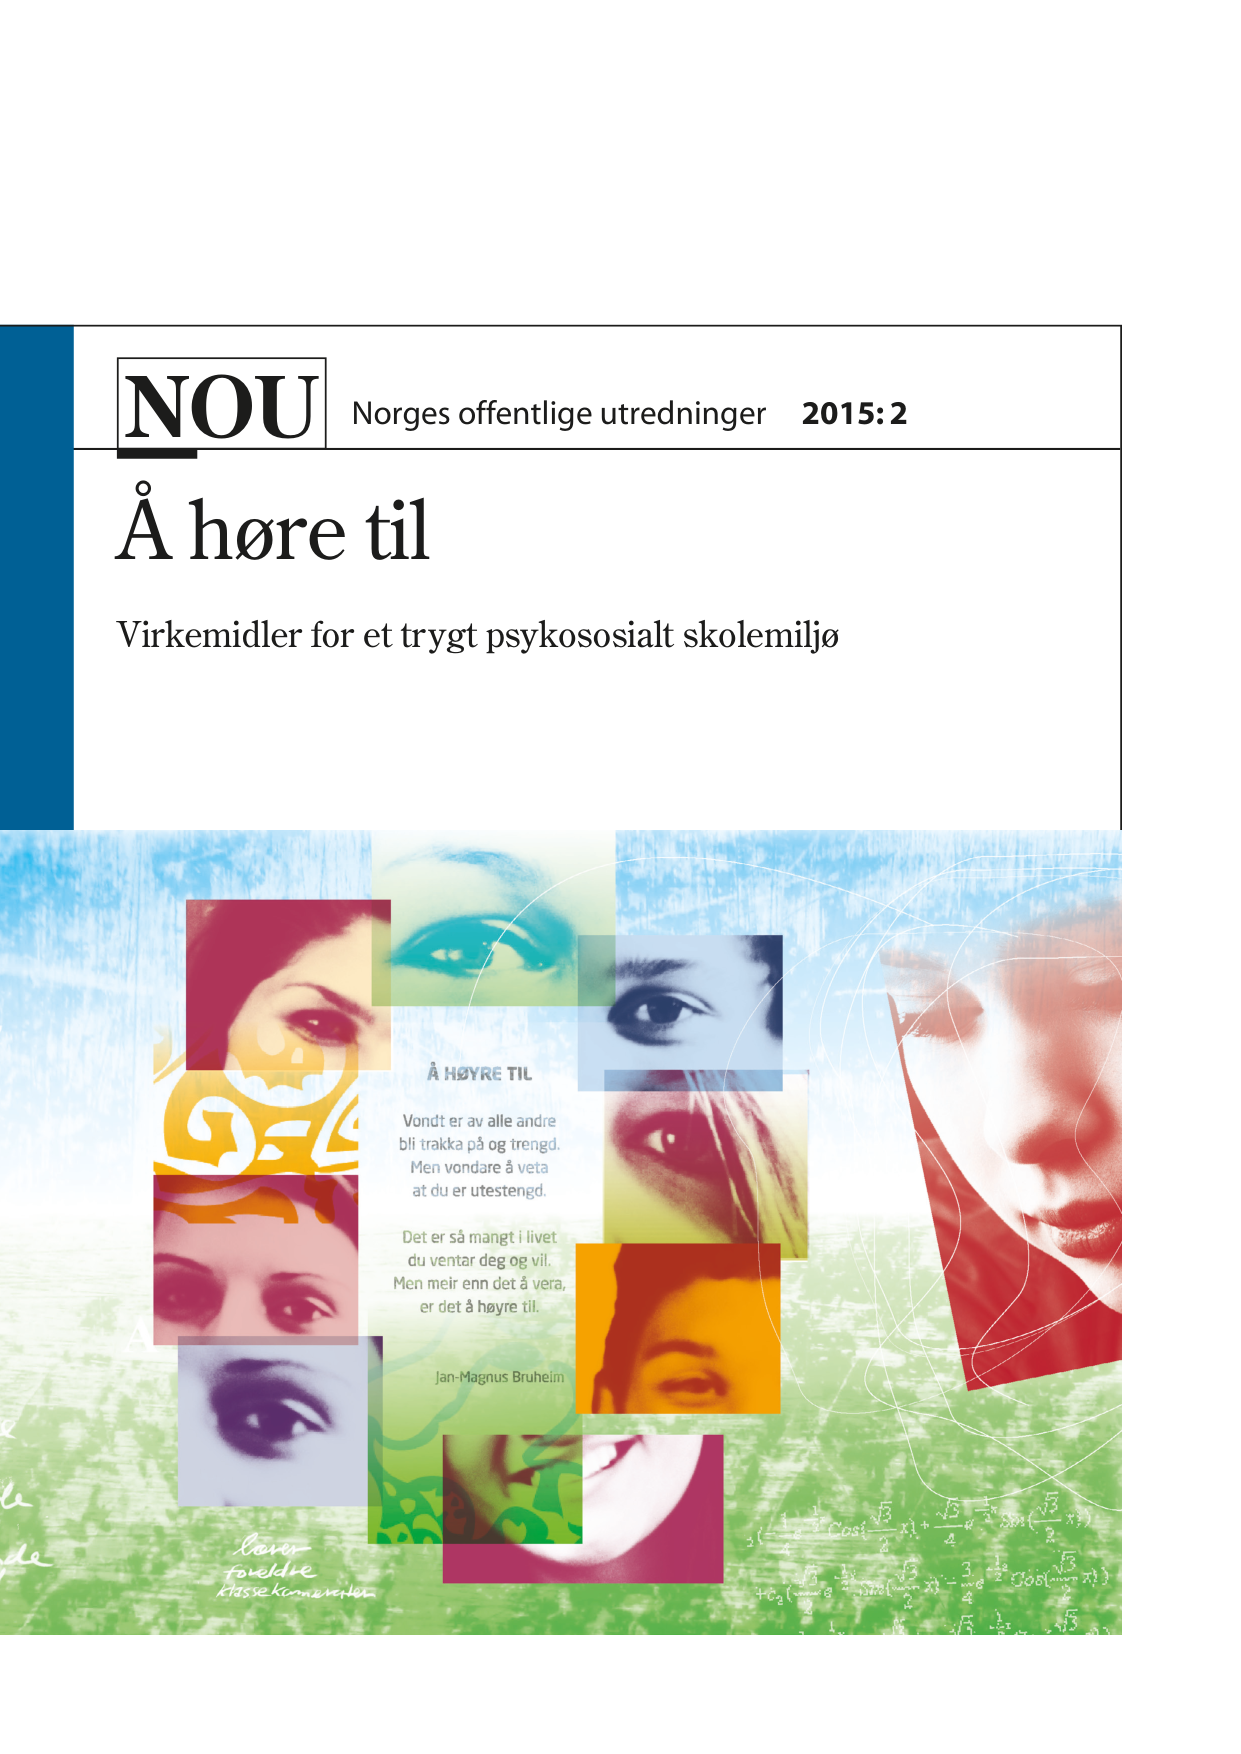 NOU Norges offentlige utredninger 2015: 2
Å høre til
Virkemidler for et trygt psykososialt skolemiljø
Å HØYRE TIL
Vondt er av alle andre
bli trakka på og trengd.
Men vondare å veta
at du er utestengd.
Det er så mangt i livet
du ventar deg og vil.
Men meir enn det å vera,
er det å høyre til.
Jan-Magnus Bruheim
lærer
foreldre
klassekamerater